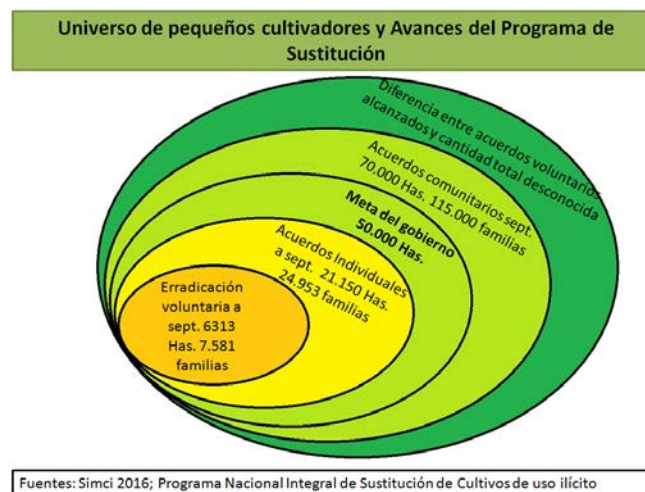 Universo de pequeños cultivadores y Avances del Programa de
Sustitución
Diferencia entre acuerdos voluntarios
alcanzados y cantidad total desconocida
Acuerdos comunitarios sept.
70.000 Has. 115.000 familias
Meta del gobierno
50.000 Has.
Acuerdos Individuales
a sept. 21.150 Has.
24.953 familias
Erradicación
voluntaria a
sept. 6313
Has. 7.581
familias
Fuentes: Simci 2016; Programa Nacional Integral de Sustitución de Cultivos de uso ilícito